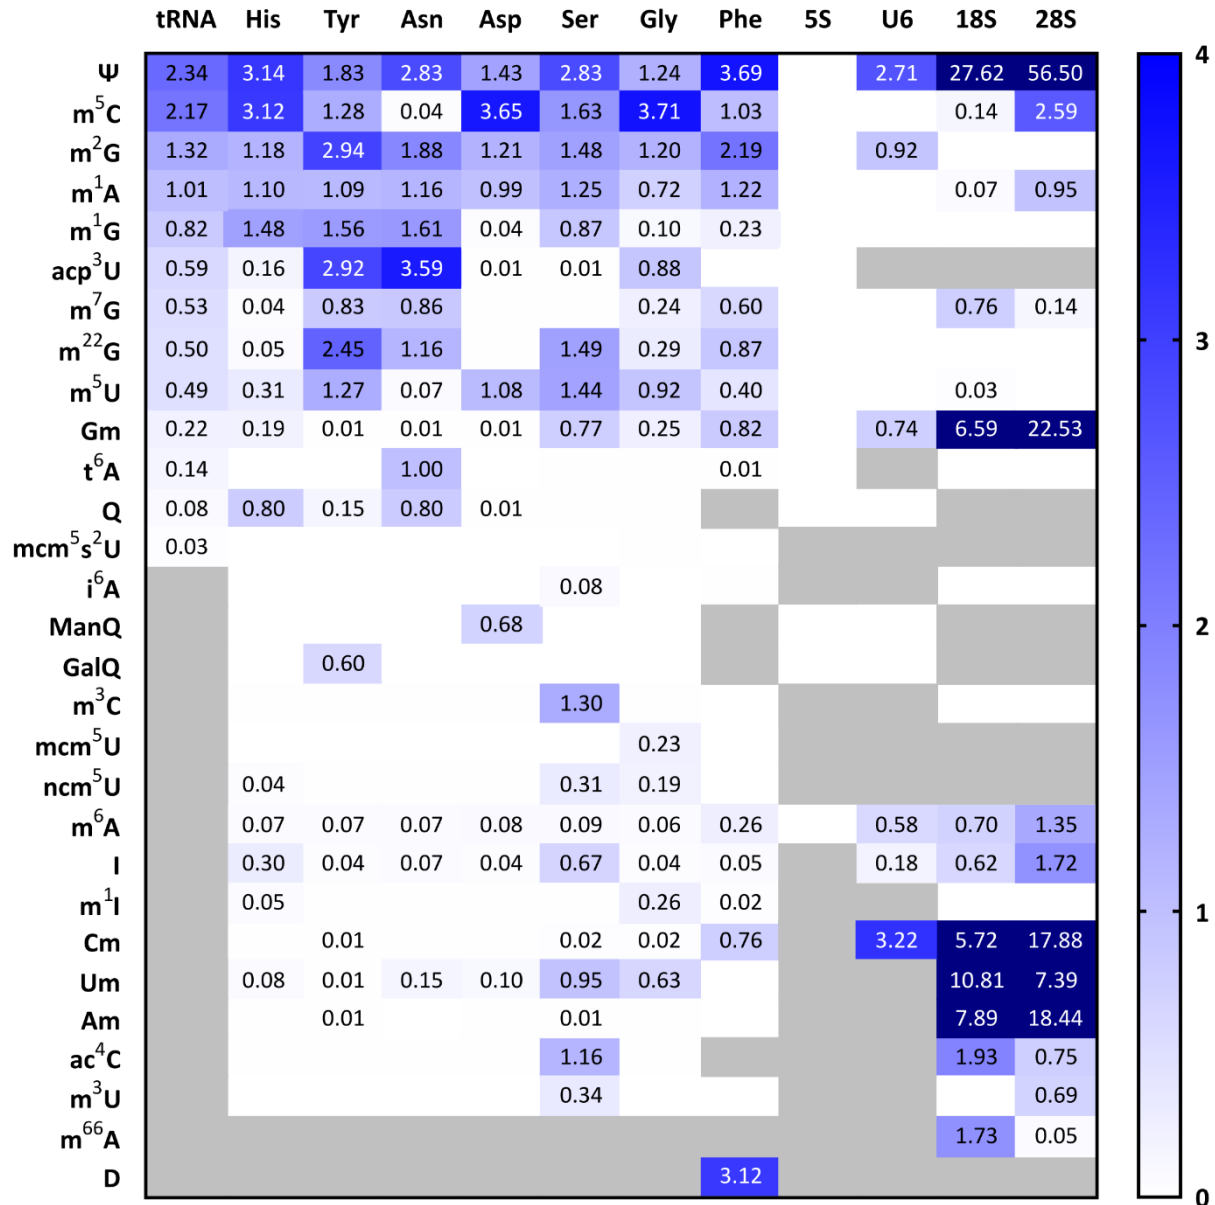 tRNA His Tyr Asn Asp Ser Gly Phe 5S U6 18S 28S
Ψ 2.34 3.14 1.83 2.83 1.43 2.83 1.24 3.69 2.71 27.62 56.50
m⁵C 2.17 3.12 1.28 0.04 3.65 1.63 3.71 1.03 0.14 2.59
m²G 1.32 1.18 2.94 1.88 1.21 1.48 1.20 2.19 0.92
m¹A 1.01 1.10 1.09 1.16 0.99 1.25 0.72 1.22 0.07 0.95
m¹G 0.82 1.48 1.56 1.61 0.04 0.87 0.10 0.23
acp³U 0.59 0.16 2.92 3.59 0.01 0.01 0.88
m⁷G 0.53 0.04 0.83 0.86 0.24 0.60 0.76 0.14
m²²G 0.50 0.05 2.45 1.16 1.49 0.29 0.87
m⁵U 0.49 0.31 1.27 0.07 1.08 1.44 0.92 0.40 0.03
Gm 0.22 0.19 0.01 0.01 0.01 0.77 0.25 0.82 0.74 6.59 22.53
t⁶A 0.14 1.00 0.01
Q 0.08 0.80 0.15 0.80 0.01
mcm⁵s²U 0.03
i⁶A 0.08
ManQ 0.68
GalQ 0.60
m³C 1.30
mcm⁵U 0.23
ncm⁵U 0.04 0.31 0.19
m⁶A 0.07 0.07 0.07 0.08 0.09 0.06 0.26 0.58 0.70 1.35
I 0.30 0.04 0.07 0.04 0.67 0.04 0.05 0.18 0.62 1.72
m¹I 0.05 0.26 0.02
Cm 0.01 0.02 0.02 0.76 3.22 5.72 17.88
Um 0.08 0.01 0.15 0.10 0.95 0.63 10.81 7.39
Am 0.01 0.01 7.89 18.44
ac⁴C 1.16 1.93 0.75
m³U 0.34 0.69
m⁶⁶A 1.73 0.05
D 3.12
4
3
2
1
0